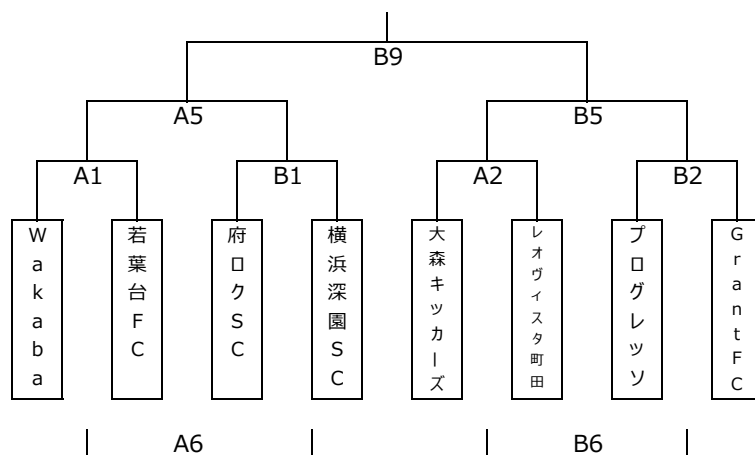 B9
A5
B5
A1
B1
A2
B2
Wakaba
若葉台FC
府ロクSC
横浜深園SC
大森キッカーズ
レオヴィスタ町田
プログレッソ
GrantFC
A6
B6